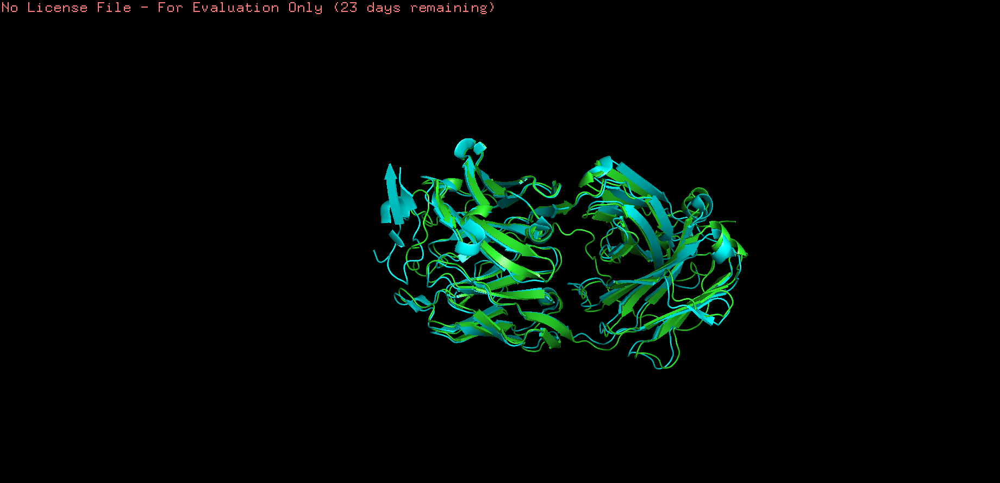 No License File - For Evaluation Only (23 days remaining)